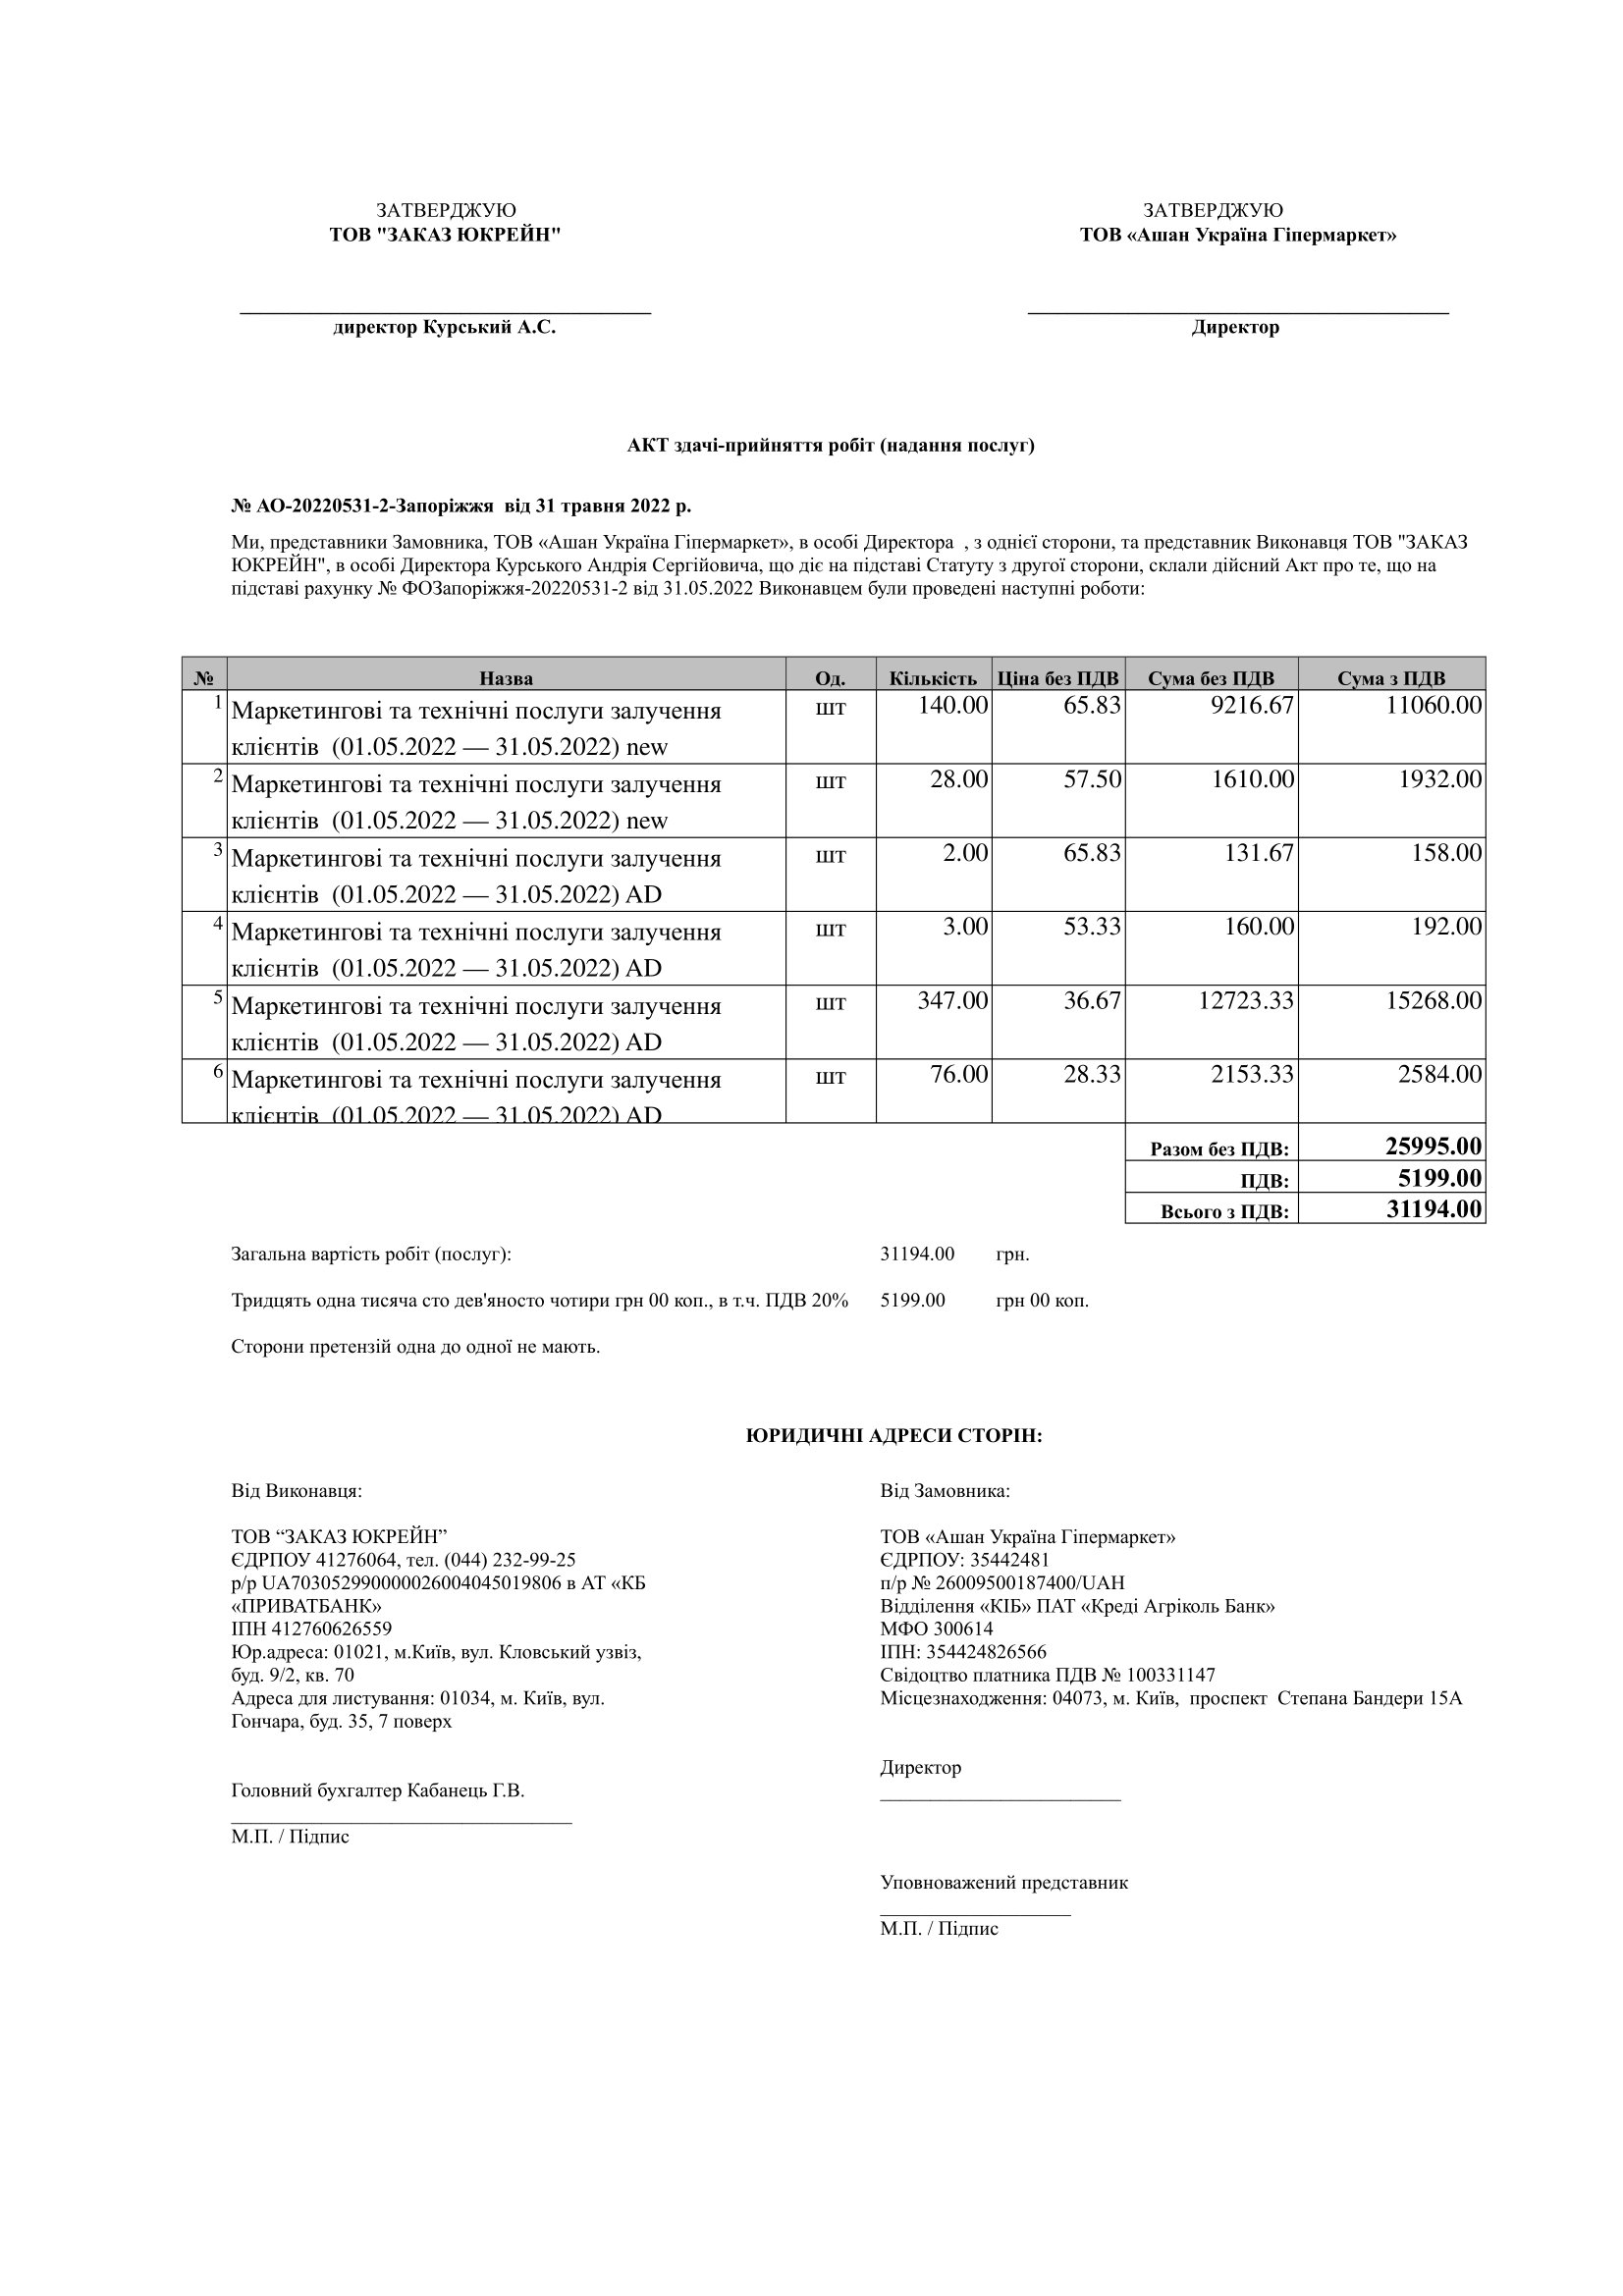 ЗАТВЕРДЖУЮ ЗАТВЕРДЖУЮ
ТОВ "ЗАКАЗ ЮКРЕЙН" ТОВ «Ашан Україна Гіпермаркет»
директор Курський А.С. Директор
АКТ здачі-прийняття робіт (надання послуг)
№ АО-20220531-2-Запоріжжя від 31 травня 2022 р.
Ми, представники Замовника, ТОВ «Ашан Україна Гіпермаркет», в особі Директора , з однієї сторони, та представник Виконавця ТОВ "ЗАКАЗ
ЮКРЕЙН", в особі Директора Курського Андрія Сергійовича, що діє на підставі Статуту з другої сторони, склали дійсний Акт про те, що на
підставі рахунку № ФОЗапоріжжя-20220531-2 від 31.05.2022 Виконавцем були проведені наступні роботи:
№ Назва Од. Кількість Ціна без ПДВ Сума без ПДВ Сума з ПДВ
1 Маркетингові та технічні послуги залучення шт 140.00 65.83 9216.67 11060.00
клієнтів (01.05.2022 — 31.05.2022) new
2 Маркетингові та технічні послуги залучення шт 28.00 57.50 1610.00 1932.00
клієнтів (01.05.2022 — 31.05.2022) new
3 Маркетингові та технічні послуги залучення шт 2.00 65.83 131.67 158.00
клієнтів (01.05.2022 — 31.05.2022) AD
4 Маркетингові та технічні послуги залучення шт 3.00 53.33 160.00 192.00
клієнтів (01.05.2022 — 31.05.2022) AD
5 Маркетингові та технічні послуги залучення шт 347.00 36.67 12723.33 15268.00
клієнтів (01.05.2022 — 31.05.2022) AD
6 Маркетингові та технічні послуги залучення шт 76.00 28.33 2153.33 2584.00
клієнтів (01.05.2022 — 31.05.2022) AD
Разом без ПДВ: 25995.00
ПДВ: 5199.00
Всього з ПДВ: 31194.00
Загальна вартість робіт (послуг): 31194.00 грн.
Тридцять одна тисяча сто дев'яносто чотири грн 00 коп., в т.ч. ПДВ 20% 5199.00 грн 00 коп.
Сторони претензій одна до одної не мають.
ЮРИДИЧНІ АДРЕСИ СТОРІН:
Від Виконавця:
ТОВ “ЗАКАЗ ЮКРЕЙН”
ЄДРПОУ 41276064, тел. (044) 232-99-25
р/р UA703052990000026004045019806 в АТ «КБ
«ПРИВАТБАНК»
ІПН 412760626559
Юр.адреса: 01021, м.Київ, вул. Кловський узвіз,
буд. 9/2, кв. 70
Адреса для листування: 01034, м. Київ, вул.
Гончара, буд. 35, 7 поверх
Головний бухгалтер Кабанець Г.В.
М.П. / Підпис
Від Замовника:
ТОВ «Ашан Україна Гіпермаркет»
ЄДРПОУ: 35442481
п/р № 26009500187400/UAH
Відділення «КІБ» ПАТ «Креді Агріколь Банк»
МФО 300614
ІПН: 354424826566
Свідоцтво платника ПДВ № 100331147
Місцезнаходження: 04073, м. Київ, проспект Степана Бандери 15А
Директор
Уповноважений представник
М.П. / Підпис